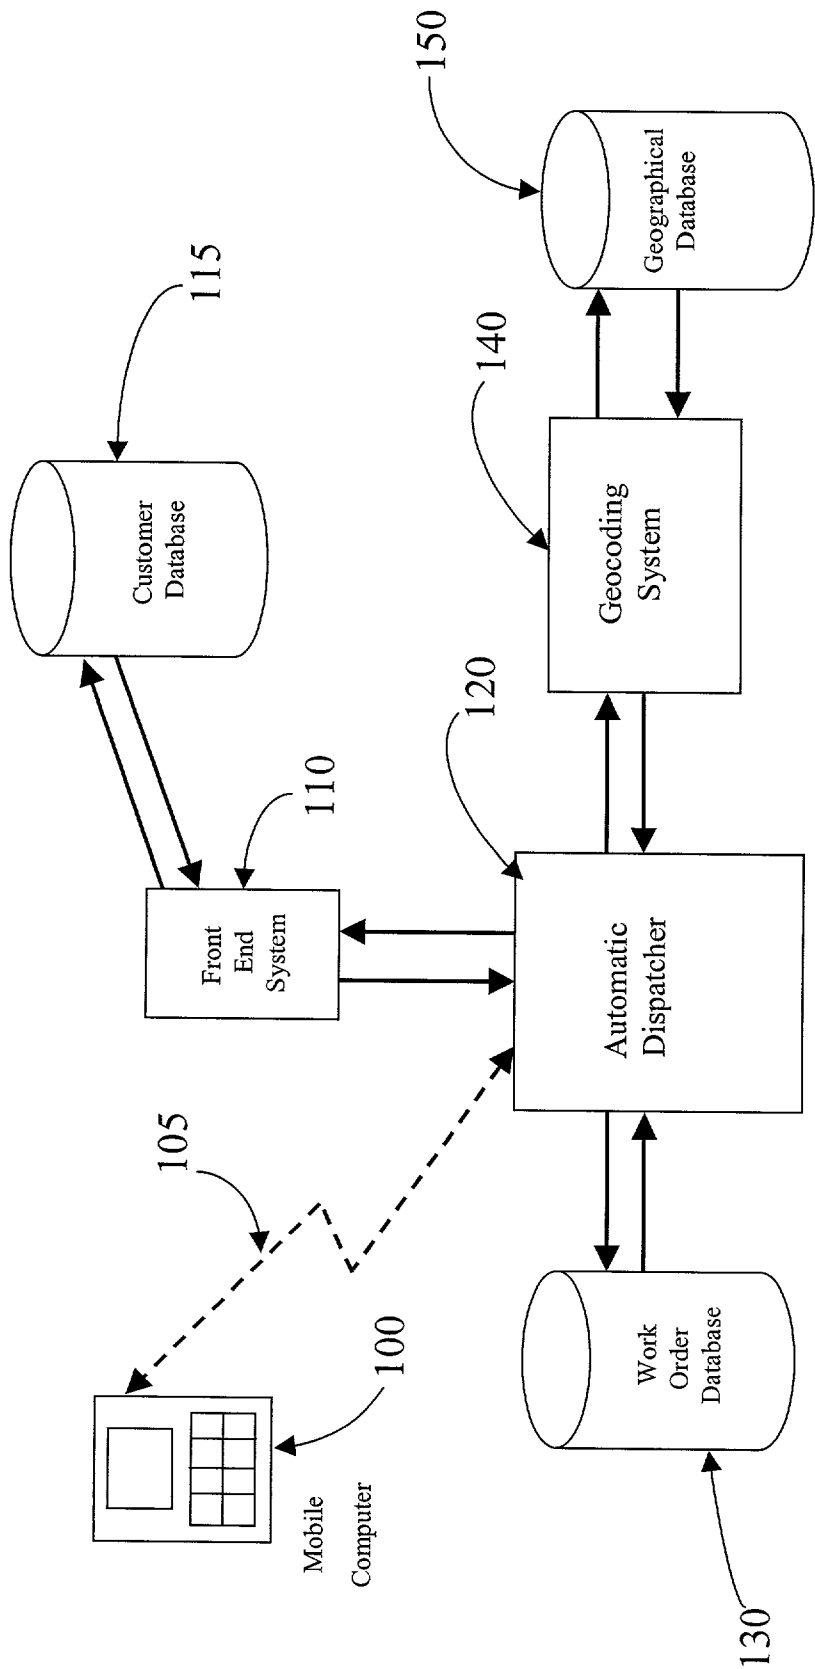 115
Customer
Database
105
110
Front
End
System
100
Mobile
Computer
120
140
150
130
Work
Order
Database
Automatic
Dispatcher
Geocoding
System
Geographical
Database